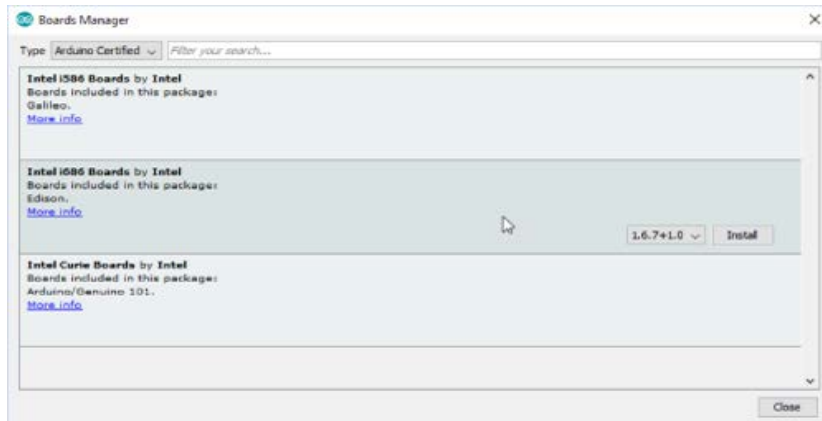 Boards Manager
Type Arduino Certified Filter your search...
Intel i586 Boards by Intel
Boards included in this package:
Galileo.
More info
Intel i686 Boards by Intel
Boards included in this package:
Edison.
More info
1.6.7+1.0 Install
Intel Curie Boards by Intel
Boards included in this package:
Arduino/Genuino 101.
More info
Close